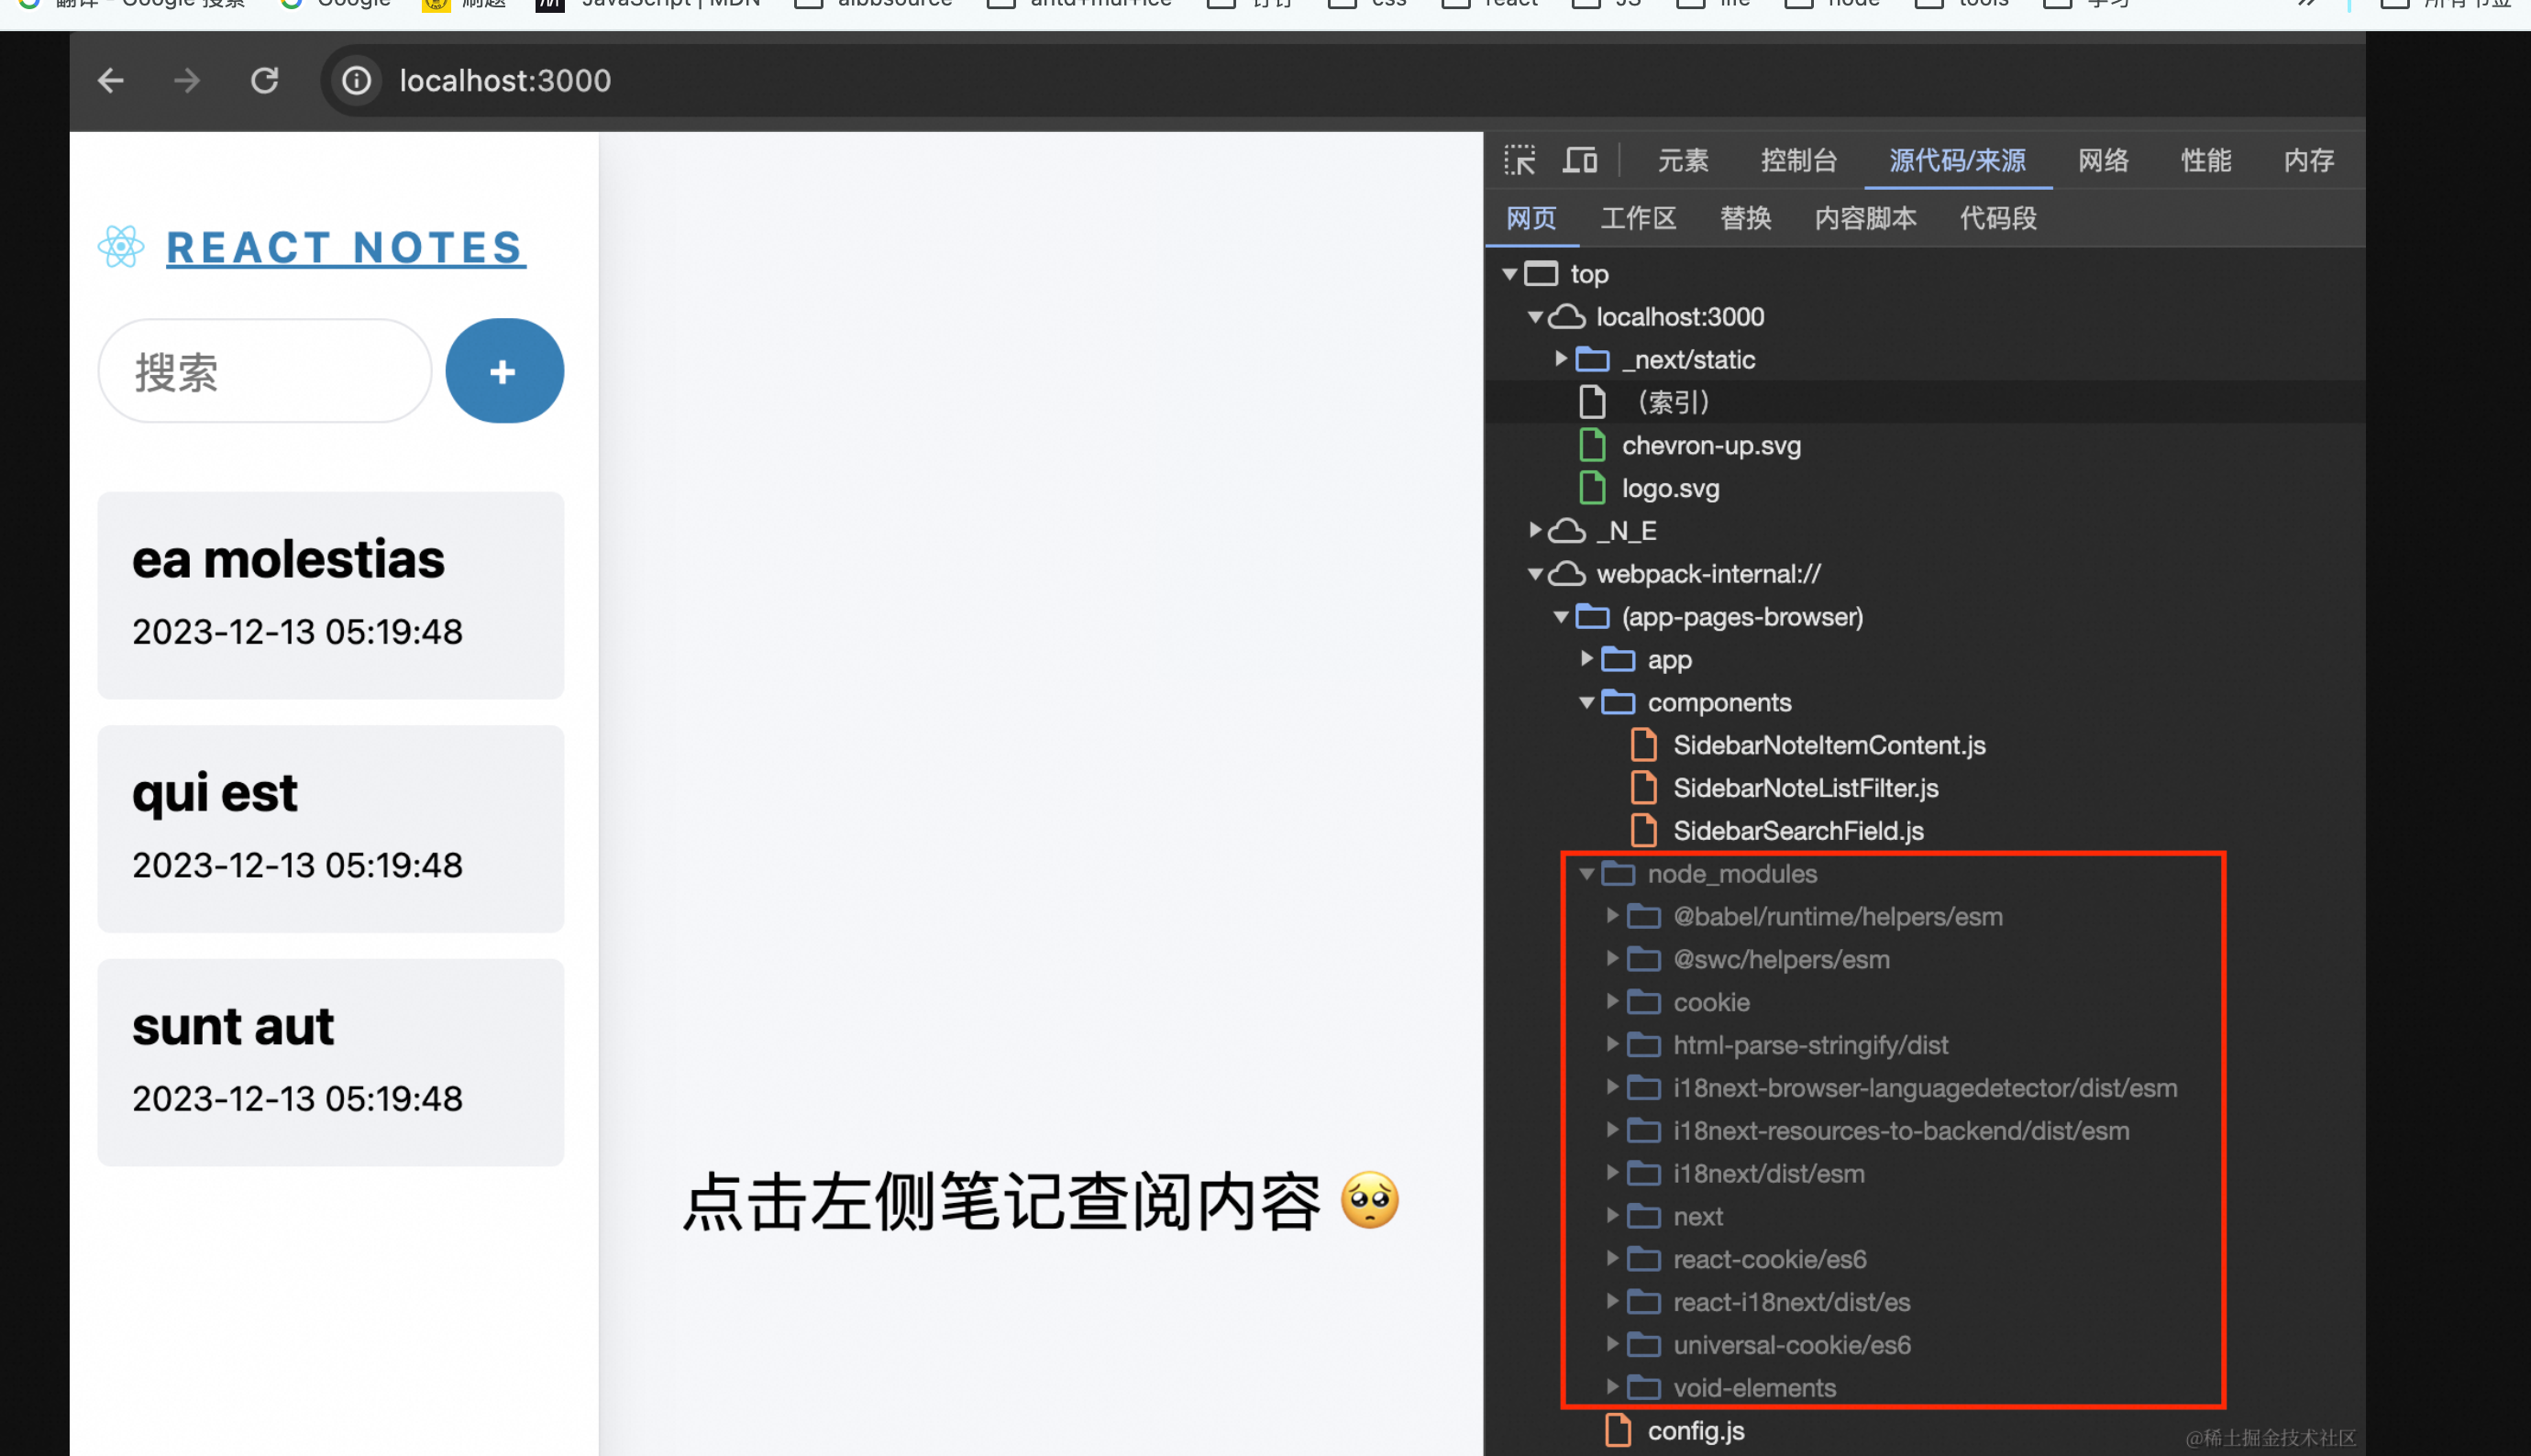 翻译 - Google 搜索 Google 刷题 JavaScript | MDN albbsource antd+mui+ice 钉钉 css react JS life node tools 学习 » 所有书签
localhost:3000
元素 控制台 源代码/来源 网络 性能 内存
网页 工作区 替换 内容脚本 代码段
REACT NOTES
搜索 +
ea molestias
2023-12-13 05:19:48
qui est
2023-12-13 05:19:48
sunt aut
2023-12-13 05:19:48
点击左侧笔记查阅内容 🥺
top
localhost:3000
_next/static
（索引）
chevron-up.svg
logo.svg
_N_E
webpack-internal://
(app-pages-browser)
app
components
SidebarNoteItemContent.js
SidebarNoteListFilter.js
SidebarSearchField.js
node_modules
@babel/runtime/helpers/esm
@swc/helpers/esm
cookie
html-parse-stringify/dist
i18next-browser-languagedetector/dist/esm
i18next-resources-to-backend/dist/esm
i18next/dist/esm
next
react-cookie/es6
react-i18next/dist/es
universal-cookie/es6
void-elements
config.js
@稀土掘金技术社区